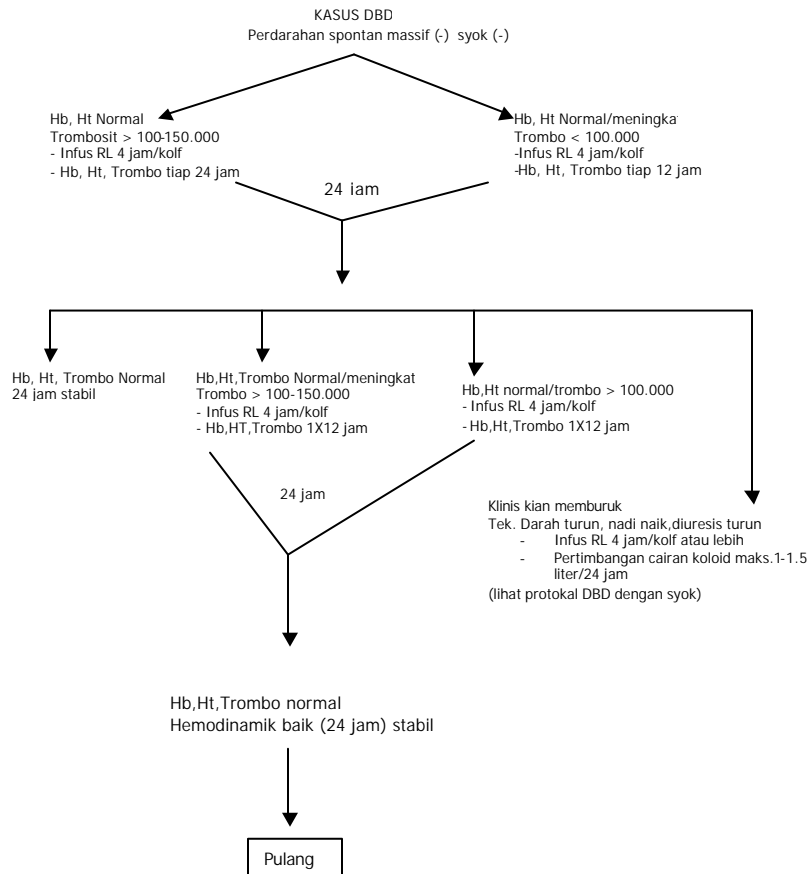 KASUS DBD
Perdarahan spontan massif (-) syok (-)
Hb, Ht Normal
Trombosit > 100-150.000
- Infus RL 4 jam/kolf
- Hb, Ht, Trombo tiap 24 jam
Hb, Ht Normal/meningka
Trombo < 100.000
-Infus RL 4 jam/kolf
-Hb, Ht, Trombo tiap 12 jam
24 iam
Hb, Ht, Trombo Normal
24 jam stabil
Hb,Ht,Trombo Normal/meningkat
Trombo > 100-150.000
- Infus RL 4 jam/kolf
- Hb,HT,Trombo 1X12 jam
Hb,Ht normal/trombo > 100.000
- Infus RL 4 jam/kolf
- Hb,Ht,Trombo 1X12 jam
24 jam
Klinis kian memburuk
Tek. Darah turun, nadi naik,diuresis turun
- Infus RL 4 jam/kolf atau lebih
- Pertimbangan cairan koloid maks.1-1.5
liter/24 jam
(lihat protokal DBD dengan syok)
Hb,Ht,Trombo normal
Hemodinamik baik (24 jam) stabil
Pulang